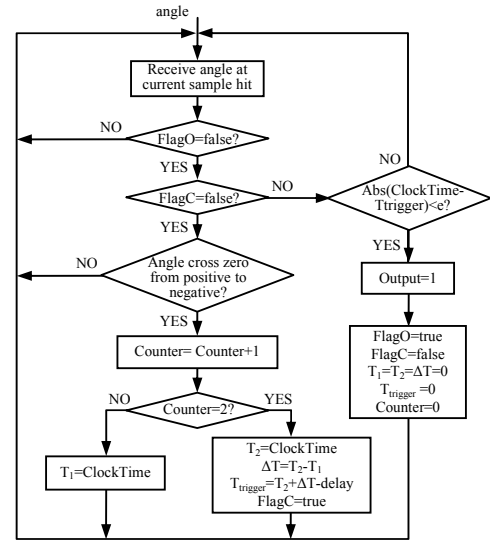 angle
Receive angle at
current sample hit
NO
FlagO=false?
YES
FlagC=false?
NO
NO
Abs(ClockTime-
Ttrigger)<e?
YES
YES
Output=1
NO
Angle cross zero
from positive to
negative?
YES
Counter= Counter+1
FlagO=true
FlagC=false
T₁=T₂=ΔT=0
Ttrigger =0
Counter=0
NO
Counter=2?
YES
T₁=ClockTime
T₂=ClockTime
ΔT=T₂-T₁
Ttrigger=T₂+ΔT-delay
FlagC=true